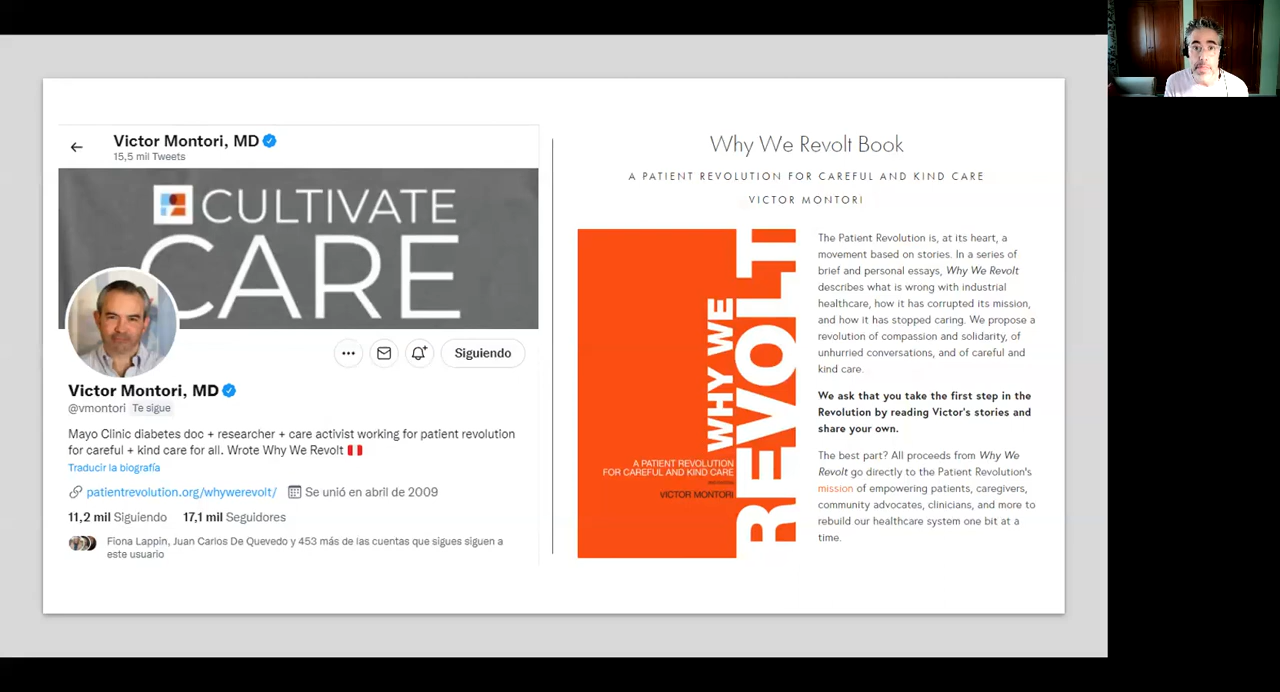 Victor Montori, MD
15,5 mil Tweets
CULTIVATE
CARE
Siguiendo
Victor Montori, MD
@vmontori Te sigue
Mayo Clinic diabetes doc + researcher + care activist working for patient revolution
for careful + kind care for all. Wrote Why We Revolt 🇵🇪
Traducir la biografía
patientrevolution.org/whywerevolt/ Se unió en abril de 2009
11,2 mil Siguiendo 17,1 mil Seguidores
Fiona Lappin, Juan Carlos De Quevedo y 453 más de las cuentas que sigues siguen a
este usuario
Why We Revolt Book
A PATIENT REVOLUTION FOR CAREFUL AND KIND CARE
VICTOR MONTORI
WHY WE
REVOLT
A PATIENT REVOLUTION
FOR CAREFUL AND KIND CARE
VICTOR MONTORI
The Patient Revolution is, at its heart, a
movement based on stories. In a series of
brief and personal essays, Why We Revolt
describes what is wrong with industrial
healthcare, how it has corrupted its mission,
and how it has stopped caring. We propose a
revolution of compassion and solidarity, of
unhurried conversations, and of careful and
kind care.
We ask that you take the first step in the
Revolution by reading Victor's stories and
share your own.
The best part? All proceeds from Why We
Revolt go directly to the Patient Revolution's
mission of empowering patients, caregivers,
community advocates, clinicians, and more to
rebuild our healthcare system one bit at a
time.